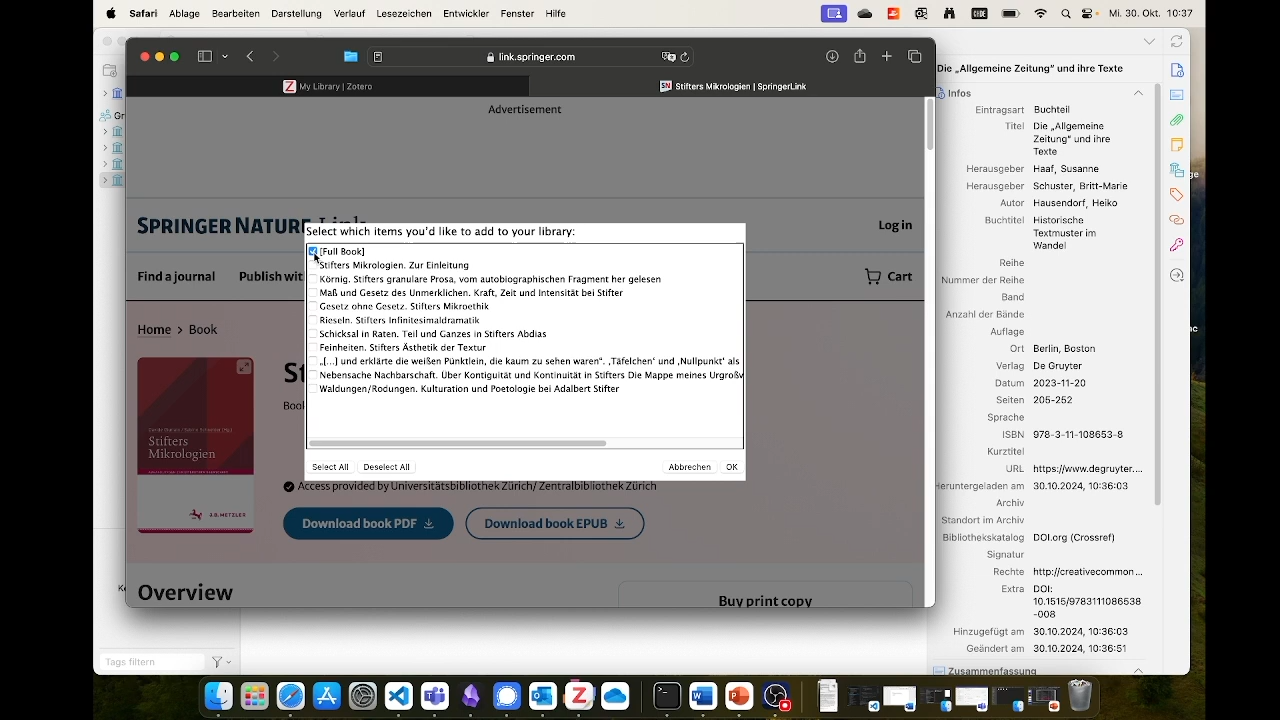 Safari Ablage Bearbeiten Darstellung Verlauf Lesezeichen Entwickler Fenster Hilfe Mi. 30. Okt. 10:37
link.springer.com
My Library | Zotero
Stifters Mikrologien | SpringerLink
Advertisement
SPRINGER NATURE Link
Log in
Find a journal Publish wit
Cart
Home > Book
St
Book
Stifters
Mikrologien
J.B. METZLER
Select which items you'd like to add to your library:
[Full Book]
Stifters Mikrologien. Zur Einleitung
Körnig. Stifters granulare Prosa, vom autobiographischen Fragment her gelesen
Maß und Gesetz des Unmerklichen. Kraft, Zeit und Intensität bei Stifter
Gesetz ohne Gesetz. Stifters Mikroethik
Rieseln. Stifters Infinitesimaldramatik
Schicksal in Raten. Teil und Ganzes in Stifters Abdias
Feinheiten. Stifters Ästhetik der Textur
„[...] und erklärte die weißen Pünktlein, die kaum zu sehen waren“. ‚Täfelchen‘ und ‚Nullpunkt‘ als
Nebensache Nachbarschaft. Über Kontiguität und Kontinuität in Stifters Die Mappe meines Urgroßv
Waldungen/Rodungen. Kulturation und Poetologie bei Adalbert Stifter
Select All Deselect All Abbrechen OK
Access provided by Universitätsbibliothek Zürich/ Zentralbibliothek Zürich
Download book PDF Download book EPUB
Overview
Buy print copy
Gr
Tags filtern
Die „Allgemeine Zeitung“ und ihre Texte
Infos
Eintragsart Buchteil
Titel Die „Allgemeine
Zeitung“ und ihre
Texte
Herausgeber Haaf, Susanne
Herausgeber Schuster, Britt-Marie
Autor Hausendorf, Heiko
Buchtitel Historische
Textmuster im
Wandel
Reihe
Nummer der Reihe
Band
Anzahl der Bände
Auflage
Ort Berlin, Boston
Verlag De Gruyter
Datum 2023-11-20
Seiten 205-252
Sprache
ISBN 978-3-11-108653-8
Kurztitel
URL https://www.degruyter...
Heruntergeladen am 30.10.2024, 10:36:03
Archiv
Standort im Archiv
Bibliothekskatalog DOI.org (Crossref)
Signatur
Rechte http://creativecommon...
Extra DOI:
10.1515/9783111086538
-008
Hinzugefügt am 30.10.2024, 10:36:03
Geändert am 30.10.2024, 10:36:51
Zusammenfassung